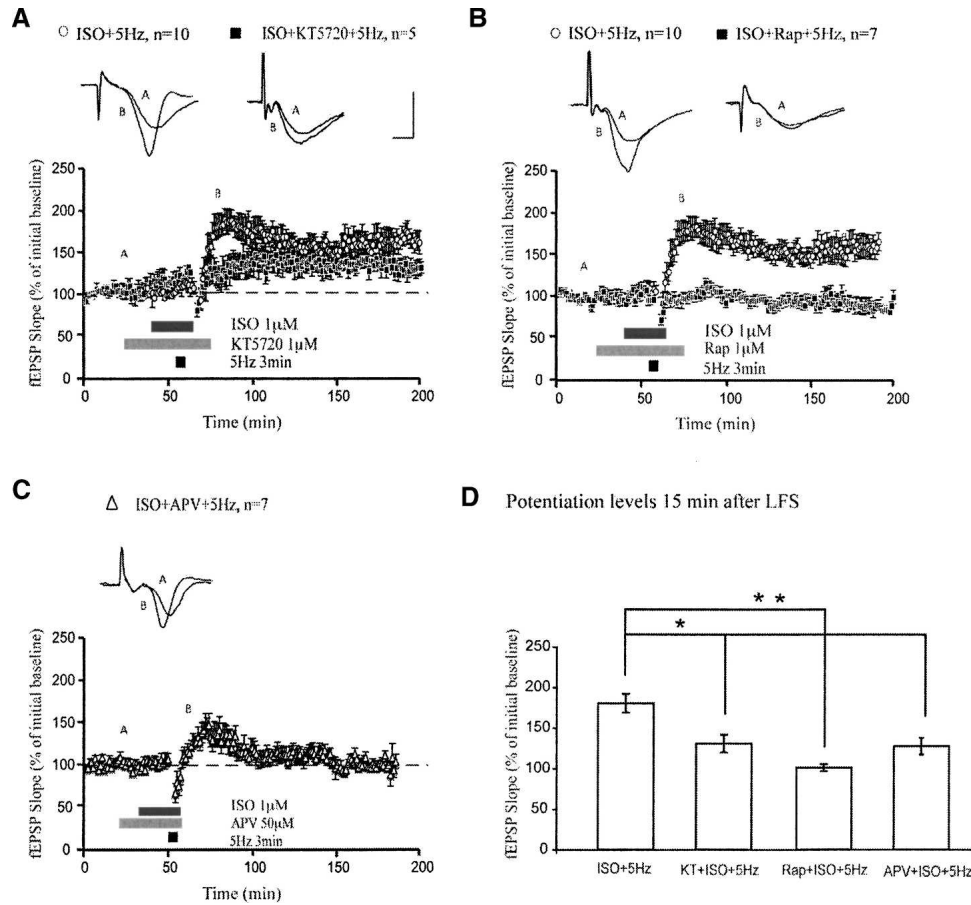 A
○ ISO+5Hz, n=10 ■ ISO+KT5720+5Hz, n=5
A
B
A
B
fEPSP Slope (% of initial baseline)
250
200
150
100
50
0
A
B
ISO 1μM
KT5720 1μM
5Hz 3min
0 50 100 150 200
Time (min)
B
○ ISO+5Hz, n=10 ■ ISO+Rap+5Hz, n=7
A
B
A
B
fEPSP Slope (% of initial baseline)
250
200
150
100
50
0
A
B
ISO 1μM
Rap 1μM
5Hz 3min
0 50 100 150 200
Time (min)
C
△ ISO+APV+5Hz, n=7
A
B
fEPSP Slope (% of initial baseline)
250
200
150
100
50
0
A
B
ISO 1μM
APV 50μM
5Hz 3min
0 50 100 150 200
Time (min)
D Potentiation levels 15 min after LFS
* *
*
fEPSP Slope (% of initial baseline)
250
200
150
100
50
0
ISO+5Hz KT+ISO+5Hz Rap+ISO+5Hz APV+ISO+5Hz